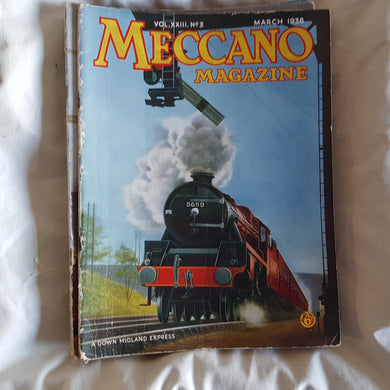 VOL. XXIII. Nº 3
MARCH 1938
MECCANO
MAGAZINE
5659
A DOWN MIDLAND EXPRESS